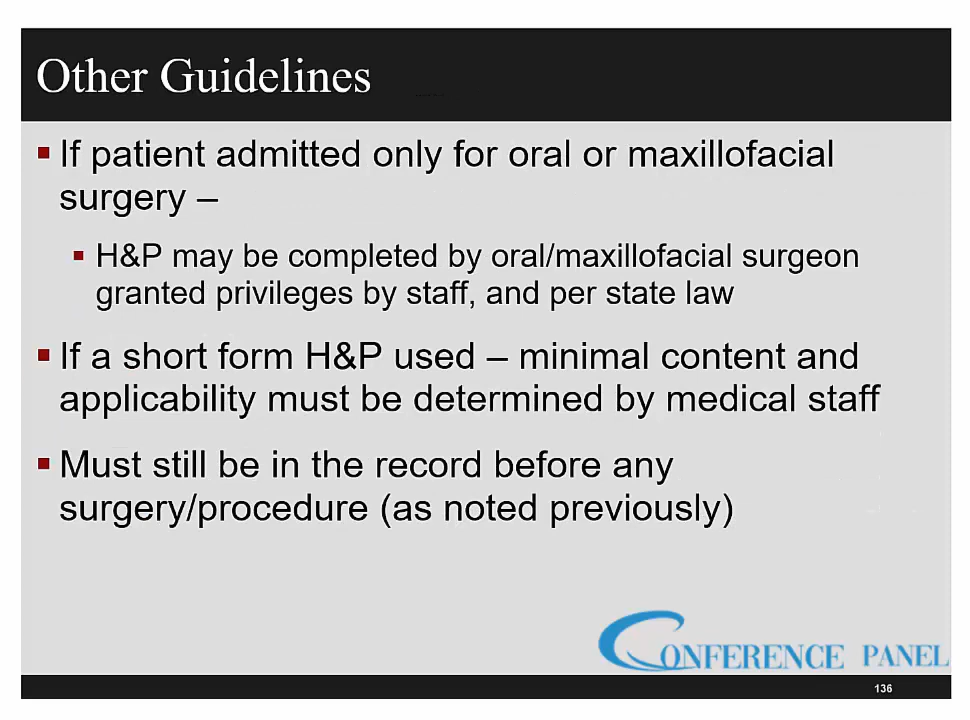 Other Guidelines
If patient admitted only for oral or maxillofacial
surgery –
H&P may be completed by oral/maxillofacial surgeon
granted privileges by staff, and per state law
If a short form H&P used – minimal content and
applicability must be determined by medical staff
Must still be in the record before any
surgery/procedure (as noted previously)
CONFERENCE PANEL
136